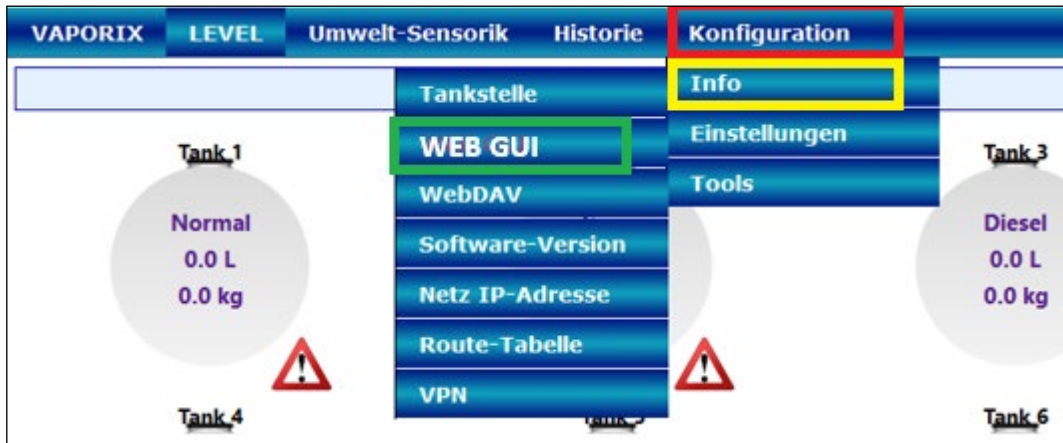 VAPORIX LEVEL Umwelt-Sensorik Historie Konfiguration
Tankstelle
WEB GUI
WebDAV
Software-Version
Netz IP-Adresse
Route-Tabelle
VPN
Info
Einstellungen
Tools
Tank 1
Normal
0.0 L
0.0 kg
Tank 3
Diesel
0.0 L
0.0 kg
Tank 4
Tank 6